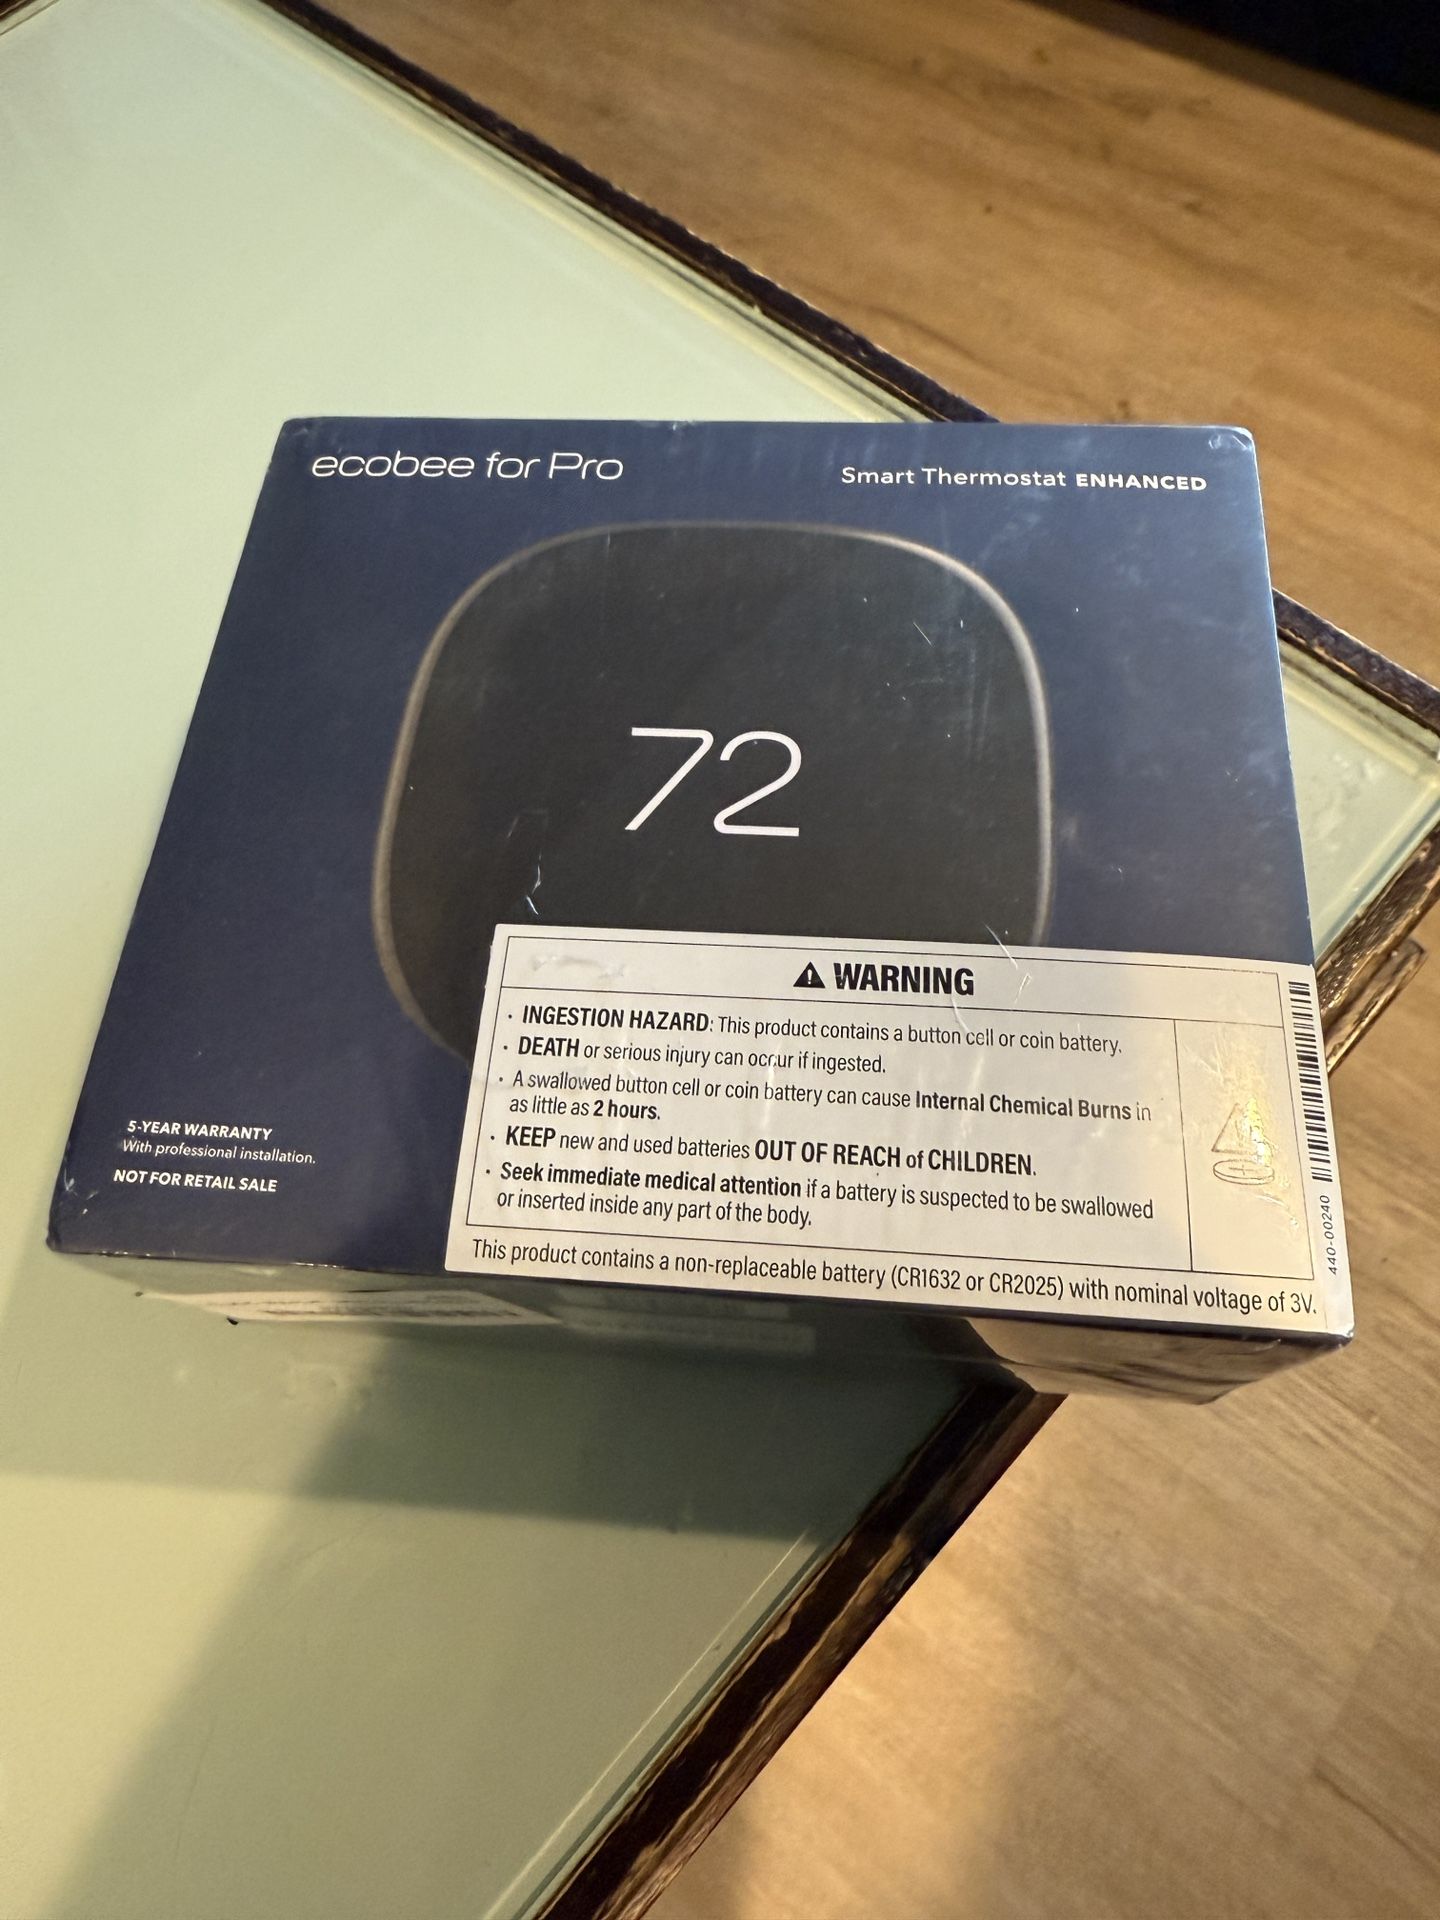 ecobee for Pro
Smart Thermostat ENHANCED
72
5-YEAR WARRANTY
With professional installation.
NOT FOR RETAIL SALE
⚠ WARNING
• INGESTION HAZARD: This product contains a button cell or coin battery.
• DEATH or serious injury can occur if ingested.
• A swallowed button cell or coin battery can cause Internal Chemical Burns in
as little as 2 hours.
• KEEP new and used batteries OUT OF REACH of CHILDREN.
• Seek immediate medical attention if a battery is suspected to be swallowed
or inserted inside any part of the body.
This product contains a non-replaceable battery (CR1632 or CR2025) with nominal voltage of 3V.
440-00240